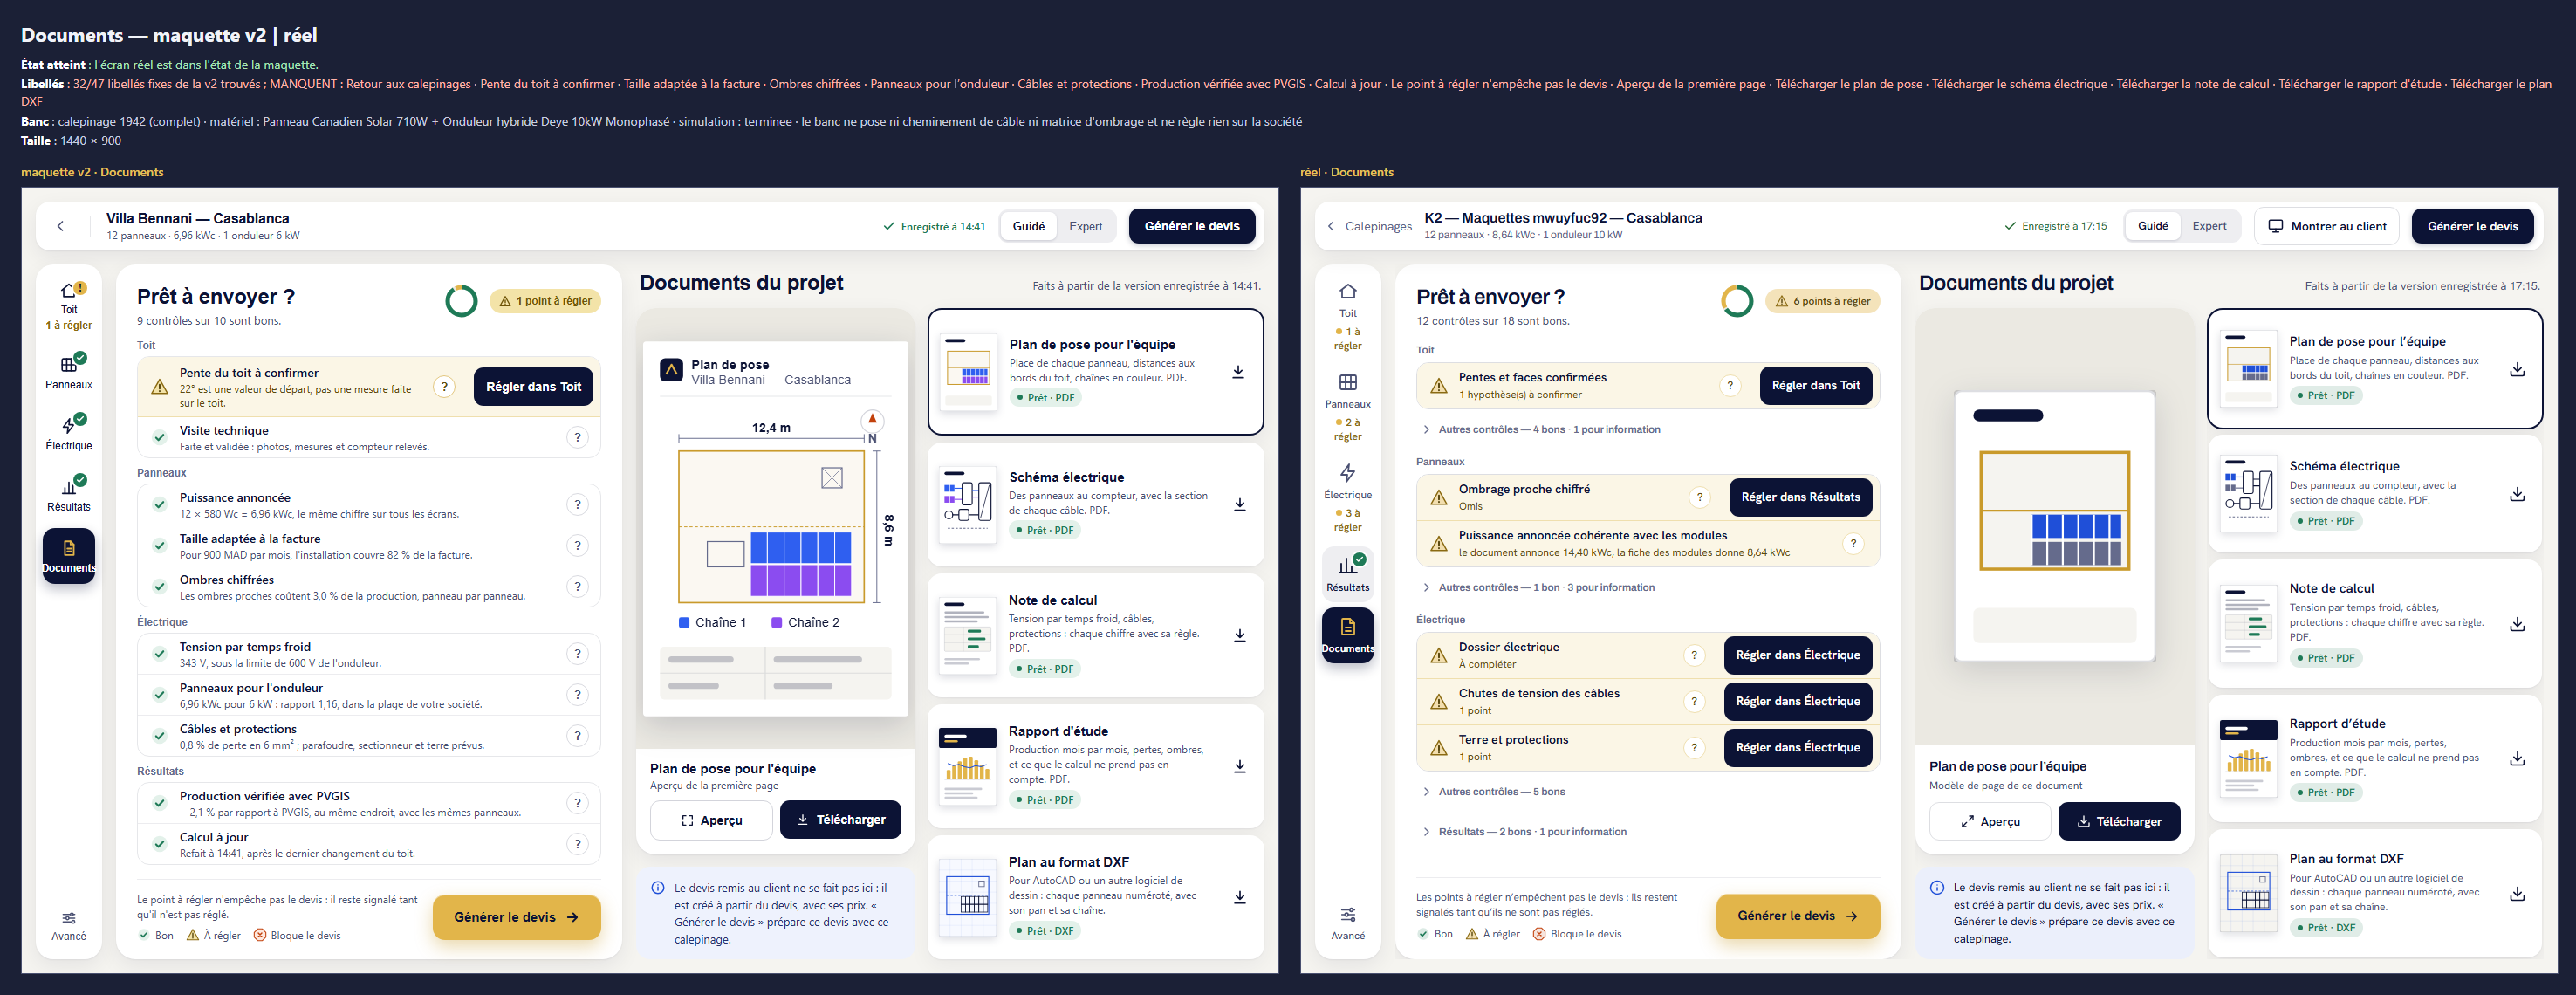 Documents — maquette v2 | réel
État atteint : l'écran réel est dans l'état de la maquette.
Libellés : 32/47 libellés fixes de la v2 trouvés ; MANQUENT : Retour aux calepinages · Pente du toit à confirmer · Taille adaptée à la facture · Ombres chiffrées · Panneaux pour l'onduleur · Câbles et protections · Production vérifiée avec PVGIS · Calcul à jour · Le point à régler n'empêche pas le devis · Aperçu de la première page · Télécharger le plan de pose · Télécharger le schéma électrique · Télécharger la note de calcul · Télécharger le rapport d'étude · Télécharger le plan
DXF
Banc : calepinage 1942 (complet) · matériel : Panneau Canadien Solar 710W + Onduleur hybride Deye 10kW Monophasé · simulation : terminee · le banc ne pose ni cheminement de câble ni matrice d'ombrage et ne règle rien sur la société
Taille : 1440 × 900
maquette v2 · Documents
Villa Bennani — Casablanca
12 panneaux · 6,96 kWc · 1 onduleur 6 kW
Enregistré à 14:41
Guidé
Expert
Générer le devis
!
Toit
1 à régler
Panneaux
Électrique
Résultats
Documents
Avancé
Prêt à envoyer ?
9 contrôles sur 10 sont bons.
1 point à régler
Toit
Pente du toit à confirmer
22° est une valeur de départ, pas une mesure faite
sur le toit.
?
Régler dans Toit
Visite technique
Faite et validée : photos, mesures et compteur relevés.
?
Panneaux
Puissance annoncée
12 × 580 Wc = 6,96 kWc, le même chiffre sur tous les écrans.
?
Taille adaptée à la facture
Pour 900 MAD par mois, l'installation couvre 82 % de la facture.
?
Ombres chiffrées
Les ombres proches coûtent 3,0 % de la production, panneau par panneau.
?
Électrique
Tension par temps froid
343 V, sous la limite de 600 V de l'onduleur.
?
Panneaux pour l'onduleur
6,96 kWc pour 6 kW : rapport 1,16, dans la plage de votre société.
?
Câbles et protections
0,8 % de perte en 6 mm² ; parafoudre, sectionneur et terre prévus.
?
Résultats
Production vérifiée avec PVGIS
− 2,1 % par rapport à PVGIS, au même endroit, avec les mêmes panneaux.
?
Calcul à jour
Refait à 14:41, après le dernier changement du toit.
?
Le point à régler n'empêche pas le devis : il reste signalé tant
qu'il n'est pas réglé.
Bon
À régler
Bloque le devis
Générer le devis
Documents du projet
Faits à partir de la version enregistrée à 14:41.
Plan de pose
Villa Bennani — Casablanca
12,4 m
N
8,6 m
Chaîne 1
Chaîne 2
Plan de pose pour l'équipe
Aperçu de la première page
Aperçu
Télécharger
Le devis remis au client ne se fait pas ici : il
est créé à partir du devis, avec ses prix. «
Générer le devis » prépare ce devis avec ce
calepinage.
Plan de pose pour l'équipe
Place de chaque panneau, distances aux
bords du toit, chaînes en couleur. PDF.
Prêt · PDF
Schéma électrique
Des panneaux au compteur, avec la section
de chaque câble. PDF.
Prêt · PDF
Note de calcul
Tension par temps froid, câbles,
protections : chaque chiffre avec sa règle.
PDF.
Prêt · PDF
Rapport d'étude
Production mois par mois, pertes, ombres,
et ce que le calcul ne prend pas en
compte. PDF.
Prêt · PDF
Plan au format DXF
Pour AutoCAD ou un autre logiciel de
dessin : chaque panneau numéroté, avec
son pan et sa chaîne.
Prêt · DXF
réel · Documents
Calepinages
K2 — Maquettes mwuyfuc92 — Casablanca
12 panneaux · 8,64 kWc · 1 onduleur 10 kW
Enregistré à 17:15
Guidé
Expert
Montrer au client
Générer le devis
Toit
1 à
régler
Panneaux
2 à
régler
Électrique
3 à
régler
Résultats
Documents
Avancé
Prêt à envoyer ?
12 contrôles sur 18 sont bons.
6 points à régler
Toit
Pentes et faces confirmées
1 hypothèse(s) à confirmer
?
Régler dans Toit
Autres contrôles — 4 bons · 1 pour information
Panneaux
Ombrage proche chiffré
Omis
?
Régler dans Résultats
Puissance annoncée cohérente avec les modules
le document annonce 14,40 kWc, la fiche des modules donne 8,64 kWc
?
Autres contrôles — 1 bon · 3 pour information
Électrique
Dossier électrique
À compléter
?
Régler dans Électrique
Chutes de tension des câbles
1 point
?
Régler dans Électrique
Terre et protections
1 point
?
Régler dans Électrique
Autres contrôles — 5 bons
Résultats — 2 bons · 1 pour information
Les points à régler n'empêchent pas le devis : ils restent
signalés tant qu'ils ne sont pas réglés.
Bon
À régler
Bloque le devis
Générer le devis
Documents du projet
Faits à partir de la version enregistrée à 17:15.
Plan de pose pour l'équipe
Modèle de page de ce document
Aperçu
Télécharger
Le devis remis au client ne se fait pas ici : il
est créé à partir du devis, avec ses prix. «
Générer le devis » prépare ce devis avec ce
calepinage.
Plan de pose pour l'équipe
Place de chaque panneau, distances aux
bords du toit, chaînes en couleur. PDF.
Prêt · PDF
Schéma électrique
Des panneaux au compteur, avec la
section de chaque câble. PDF.
Prêt · PDF
Note de calcul
Tension par temps froid, câbles,
protections : chaque chiffre avec sa règle.
PDF.
Prêt · PDF
Rapport d'étude
Production mois par mois, pertes,
ombres, et ce que le calcul ne prend pas
en compte. PDF.
Prêt · PDF
Plan au format DXF
Pour AutoCAD ou un autre logiciel de
dessin : chaque panneau numéroté, avec
son pan et sa chaîne.
Prêt · DXF